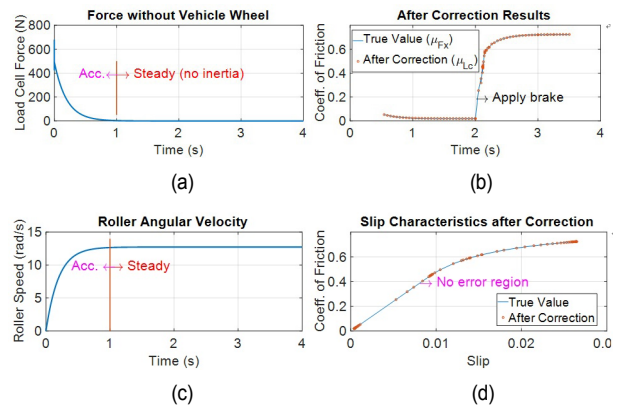 Force without Vehicle Wheel
Load Cell Force (N)
800
600
400
200
0
Acc.
Steady (no inertia)
0
1
2
3
4
Time (s)
(a)
After Correction Results
Coeff. of Friction
0.6
0.4
0.2
0
True Value (μFx)
After Correction (μLc)
Apply brake
0
1
2
3
4
Time (s)
(b)
Roller Angular Velocity
Roller Speed (rad/s)
15
10
5
0
Acc.
Steady
0
1
2
3
4
Time (s)
(c)
Slip Characteristics after Correction
Coeff. of Friction
0.6
0.4
0.2
0
No error region
True Value
After Correction
0
0.01
0.02
0.0
Slip
(d)